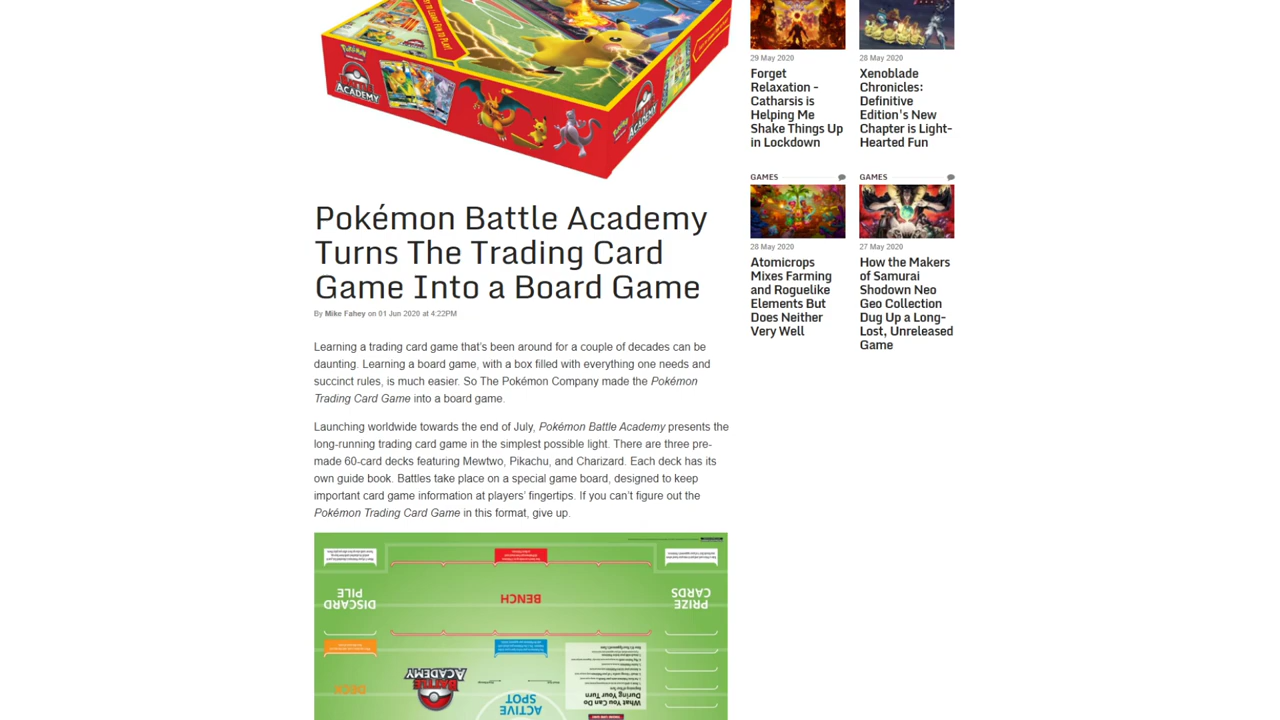 Pokémon
BATTLE
ACADEMY
Pokémon
BATTLE
ACADEMY
Pokémon Battle Academy
Turns The Trading Card
Game Into a Board Game
By Mike Fahey on 01 Jun 2020 at 4:22PM
Learning a trading card game that's been around for a couple of decades can be
daunting. Learning a board game, with a box filled with everything one needs and
succinct rules, is much easier. So The Pokémon Company made the Pokémon
Trading Card Game into a board game.
Launching worldwide towards the end of July, Pokémon Battle Academy presents the
long-running trading card game in the simplest possible light. There are three pre-
made 60-card decks featuring Mewtwo, Pikachu, and Charizard. Each deck has its
own guide book. Battles take place on a special game board, designed to keep
important card game information at players' fingertips. If you can't figure out the
Pokémon Trading Card Game in this format, give up.
DISCARD
PILE
BENCH
PRIZE
CARDS
DECK
BATTLE
ACADEMY
ACTIVE
SPOT
What You Can Do
During Your Turn
29 May 2020
Forget
Relaxation -
Catharsis is
Helping Me
Shake Things Up
in Lockdown
28 May 2020
Xenoblade
Chronicles:
Definitive
Edition's New
Chapter is Light-
Hearted Fun
GAMES
28 May 2020
Atomicrops
Mixes Farming
and Roguelike
Elements But
Does Neither
Very Well
GAMES
27 May 2020
How the Makers
of Samurai
Shodown Neo
Geo Collection
Dug Up a Long-
Lost, Unreleased
Game